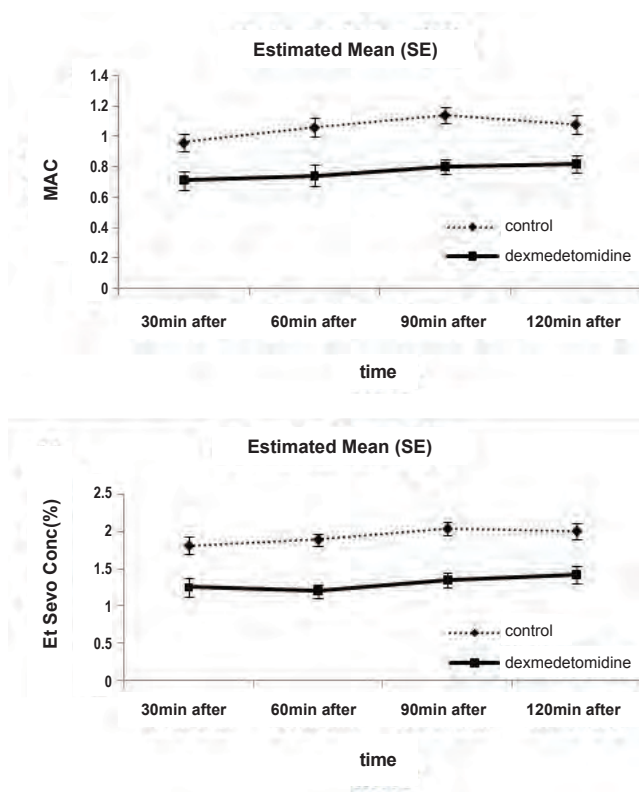 Estimated Mean (SE)
1.4
1.2
1
0.8
0.6
0.4
0.2
0
MAC
control
dexmedetomidine
30min after 60min after 90min after 120min after
time
Estimated Mean (SE)
2.5
2
1.5
1
0.5
0
Et Sevo Conc(%)
control
dexmedetomidine
30min after 60min after 90min after 120min after
time